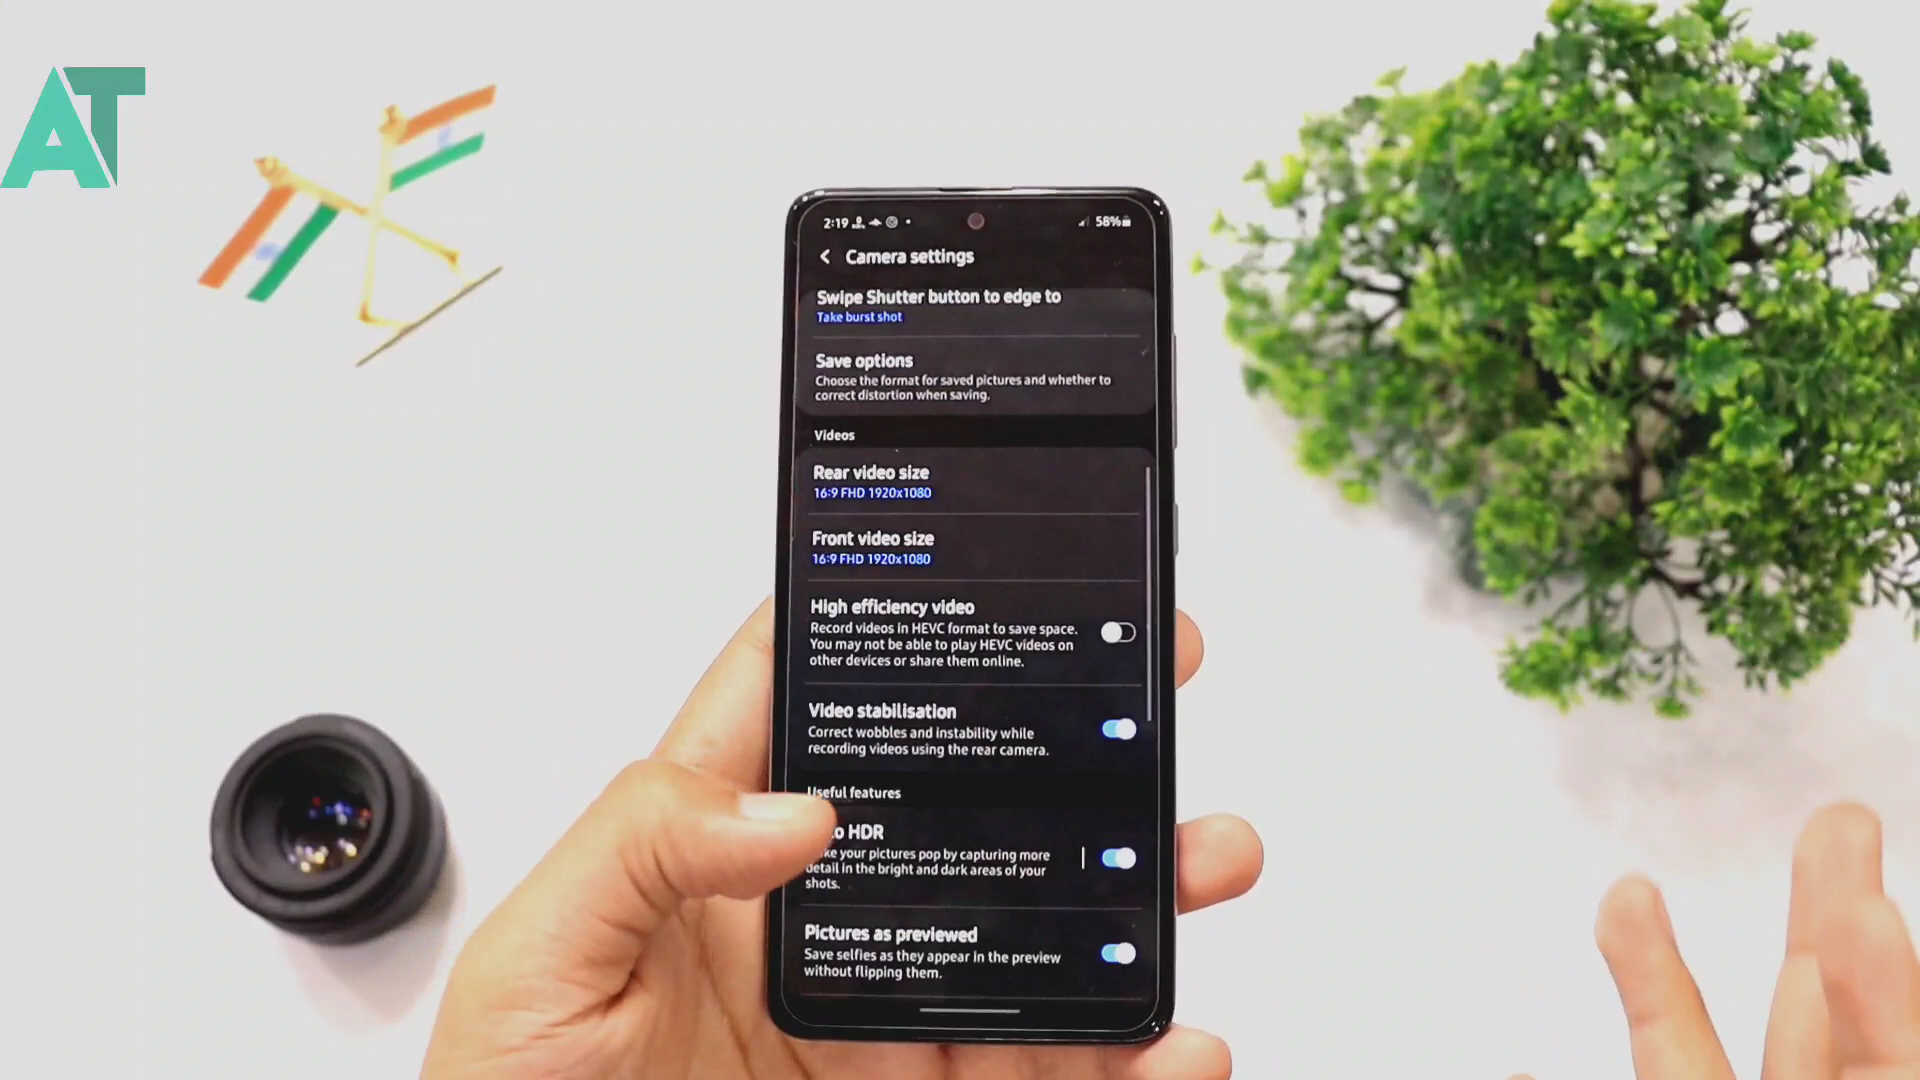 AT
2:19
58%
Camera settings
Swipe Shutter button to edge to
Take burst shot
Save options
Choose the format for saved pictures and whether to
correct distortion when saving.
Videos
Rear video size
16:9 FHD 1920x1080
Front video size
16:9 FHD 1920x1080
High efficiency video
Record videos in HEVC format to save space.
You may not be able to play HEVC videos on
other devices or share them online.
Video stabilisation
Correct wobbles and instability while
recording videos using the rear camera.
Useful features
HDR
your pictures pop by capturing more
detail in the bright and dark areas of your
shots.
Pictures as previewed
Save selfies as they appear in the preview
without flipping them.